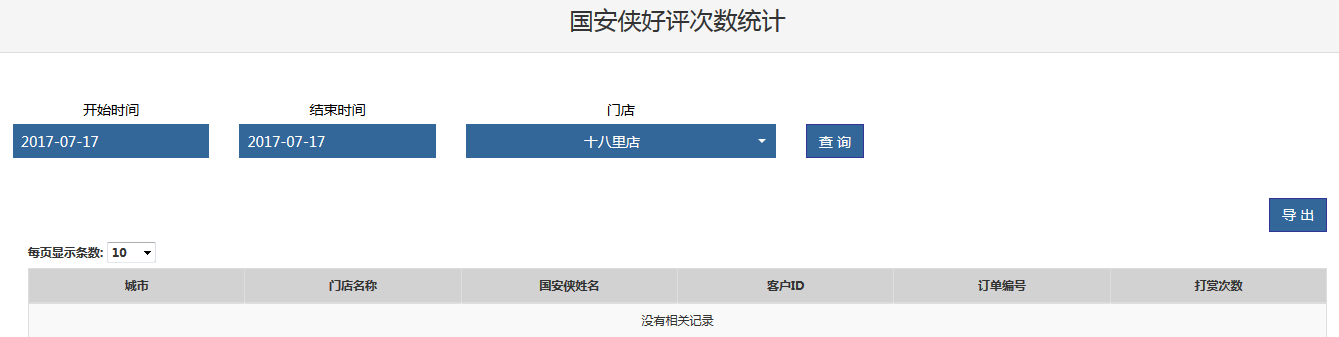 国安侠好评次数统计
开始时间 结束时间 门店
2017-07-17 2017-07-17 十八里店 查 询
导 出
每页显示条数: 10
城市 门店名称 国安侠姓名 客户ID 订单编号 打赏次数
没有相关记录